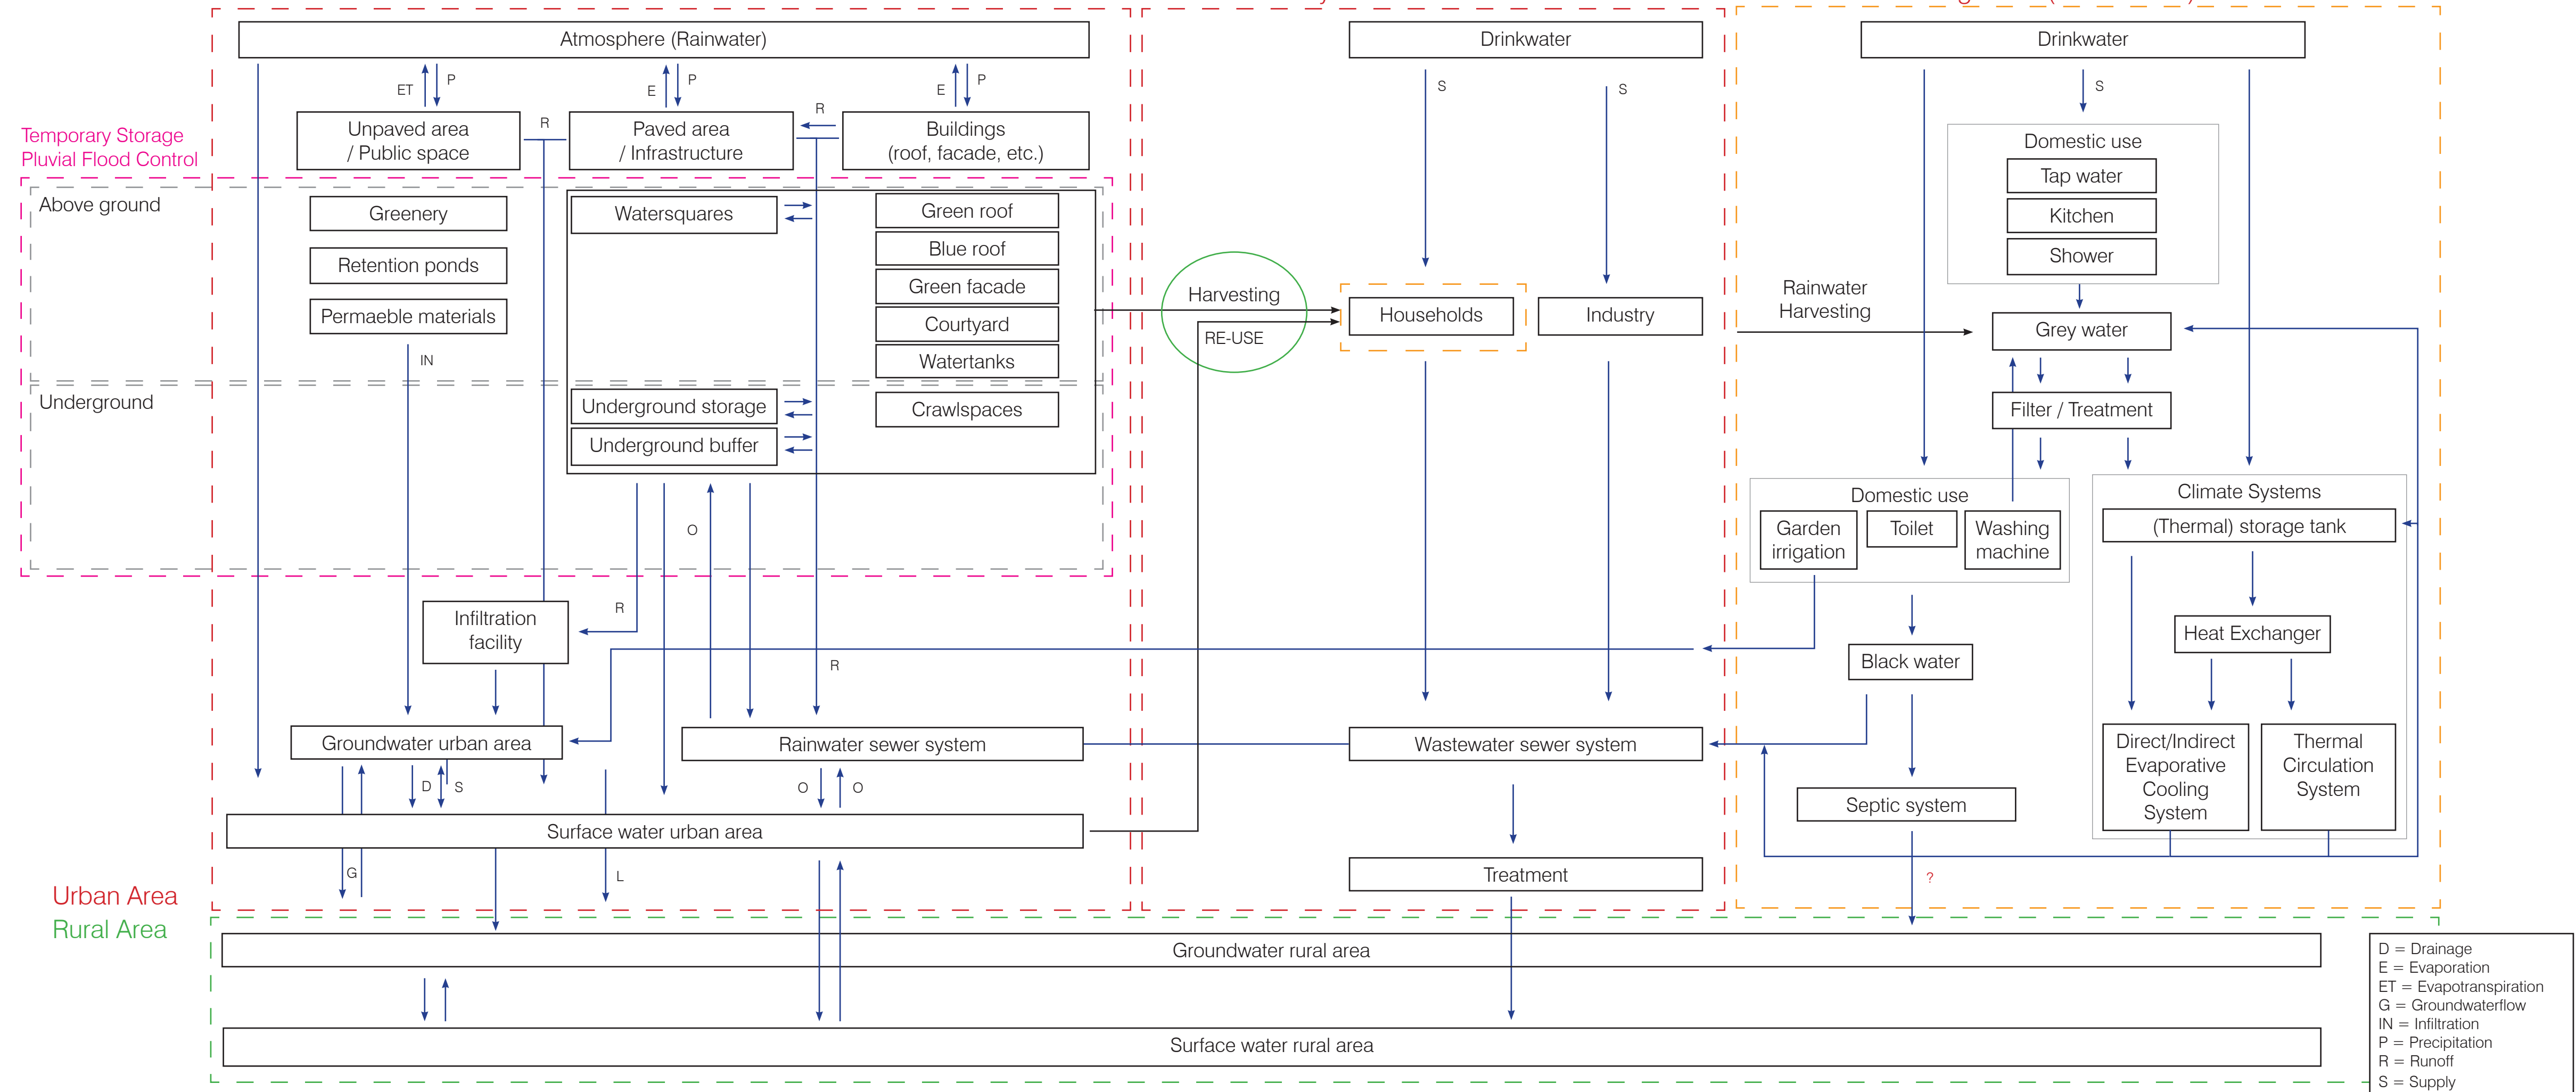 Atmosphere (Rainwater)
Drinkwater
Drinkwater
ET
P
E
P
E
P
S
S
S
Temporary Storage
Pluvial Flood Control
Unpaved area
/ Public space
R
Paved area
/ Infrastructure
R
Buildings
(roof, facade, etc.)
Domestic use
Tap water
Kitchen
Shower
Above ground
Greenery
Retention ponds
Permaeble materials
IN
Watersquares
Green roof
Blue roof
Green facade
Courtyard
Watertanks
Harvesting
RE-USE
Households
Industry
Rainwater
Harvesting
Grey water
Filter / Treatment
Underground
Underground storage
Underground buffer
Crawlspaces
Domestic use
Garden
irrigation
Toilet
Washing
machine
Climate Systems
(Thermal) storage tank
O
Infiltration
facility
R
R
Heat Exchanger
Black water
Groundwater urban area
Rainwater sewer system
Wastewater sewer system
Direct/Indirect
Evaporative
Cooling
System
Thermal
Circulation
System
D
S
O
O
Septic system
Surface water urban area
G
L
Treatment
?
Urban Area
Rural Area
Groundwater rural area
Surface water rural area
D = Drainage
E = Evaporation
ET = Evapotranspiration
G = Groundwaterflow
IN = Infiltration
P = Precipitation
R = Runoff
S = Supply